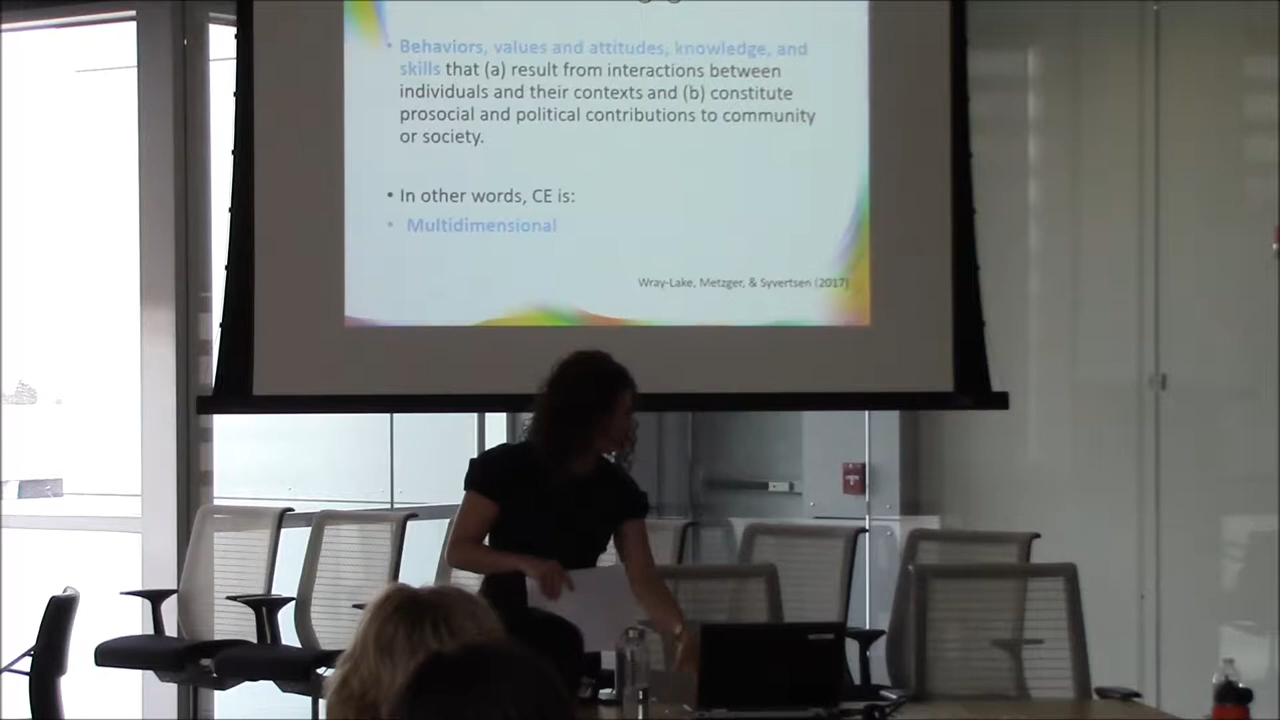 • Behaviors, values and attitudes, knowledge, and
skills that (a) result from interactions between
individuals and their contexts and (b) constitute
prosocial and political contributions to community
or society.
• In other words, CE is:
• Multidimensional
Wray-Lake, Metzger, & Syvertsen (2017)